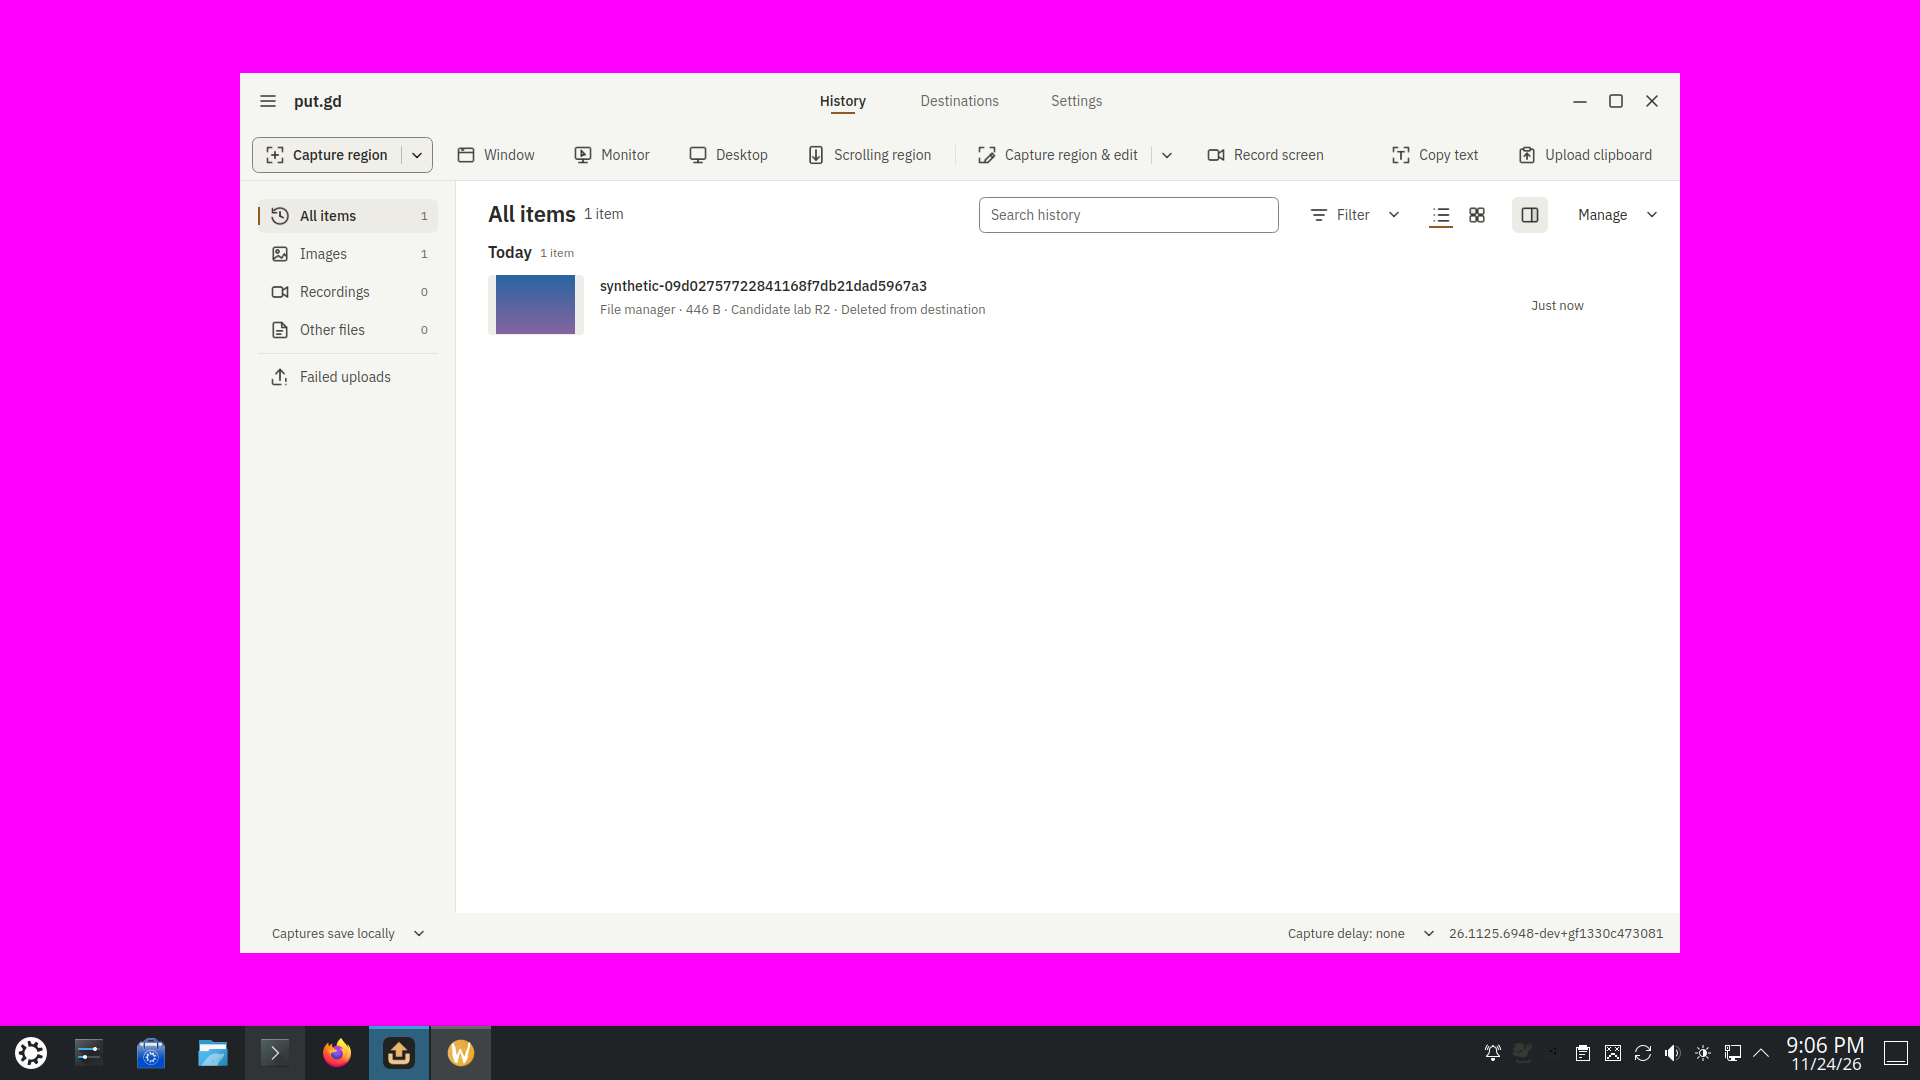 put.gd
History
Destinations
Settings
Capture region
Window
Monitor
Desktop
Scrolling region
Capture region & edit
Record screen
Copy text
Upload clipboard
All items 1
Images 1
Recordings 0
Other files 0
Failed uploads
All items 1 item
Search history
Filter
Manage
Today 1 item
synthetic-09d02757722841168f7db21dad5967a3
File manager · 446 B · Candidate lab R2 · Deleted from destination
Just now
Captures save locally
Capture delay: none
26.1125.6948-dev+gf1330c473081
9:06 PM
11/24/26